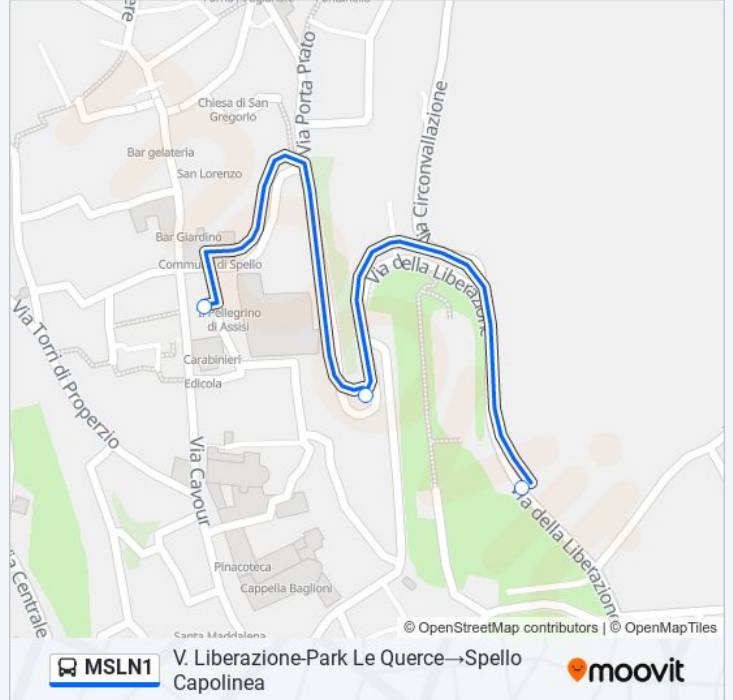 Chiesa di San
Gregorio
Via Porta Prato
Via Circonvallazione
Bar gelateria
San Lorenzo
Bar Giardino
Commune di Spello
Via della Liberazione
Il Pellegrino
di Assisi
Via Torri di Properzio
Carabinieri
Edicola
Via Cavour
Via della Liberazione
Pinacoteca
Cappella Baglioni
Via Centrale
Santa Maddalena
© OpenStreetMap contributors | © OpenMapTiles
MSLN1
V. Liberazione-Park Le Querce→Spello
Capolinea
moovit